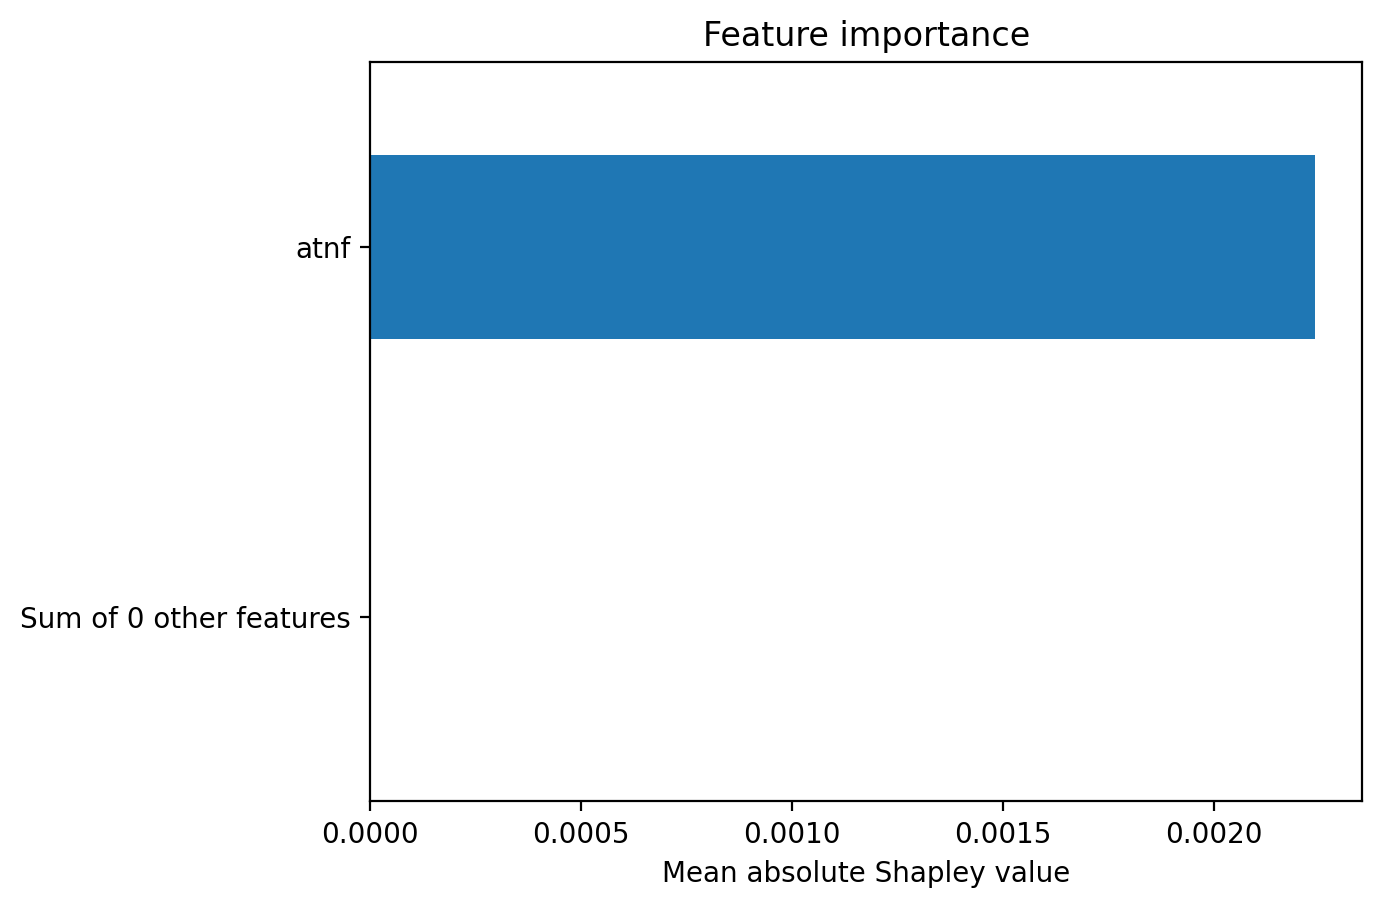 Feature importance
atnf
Sum of 0 other features
0.0000 0.0005 0.0010 0.0015 0.0020
Mean absolute Shapley value